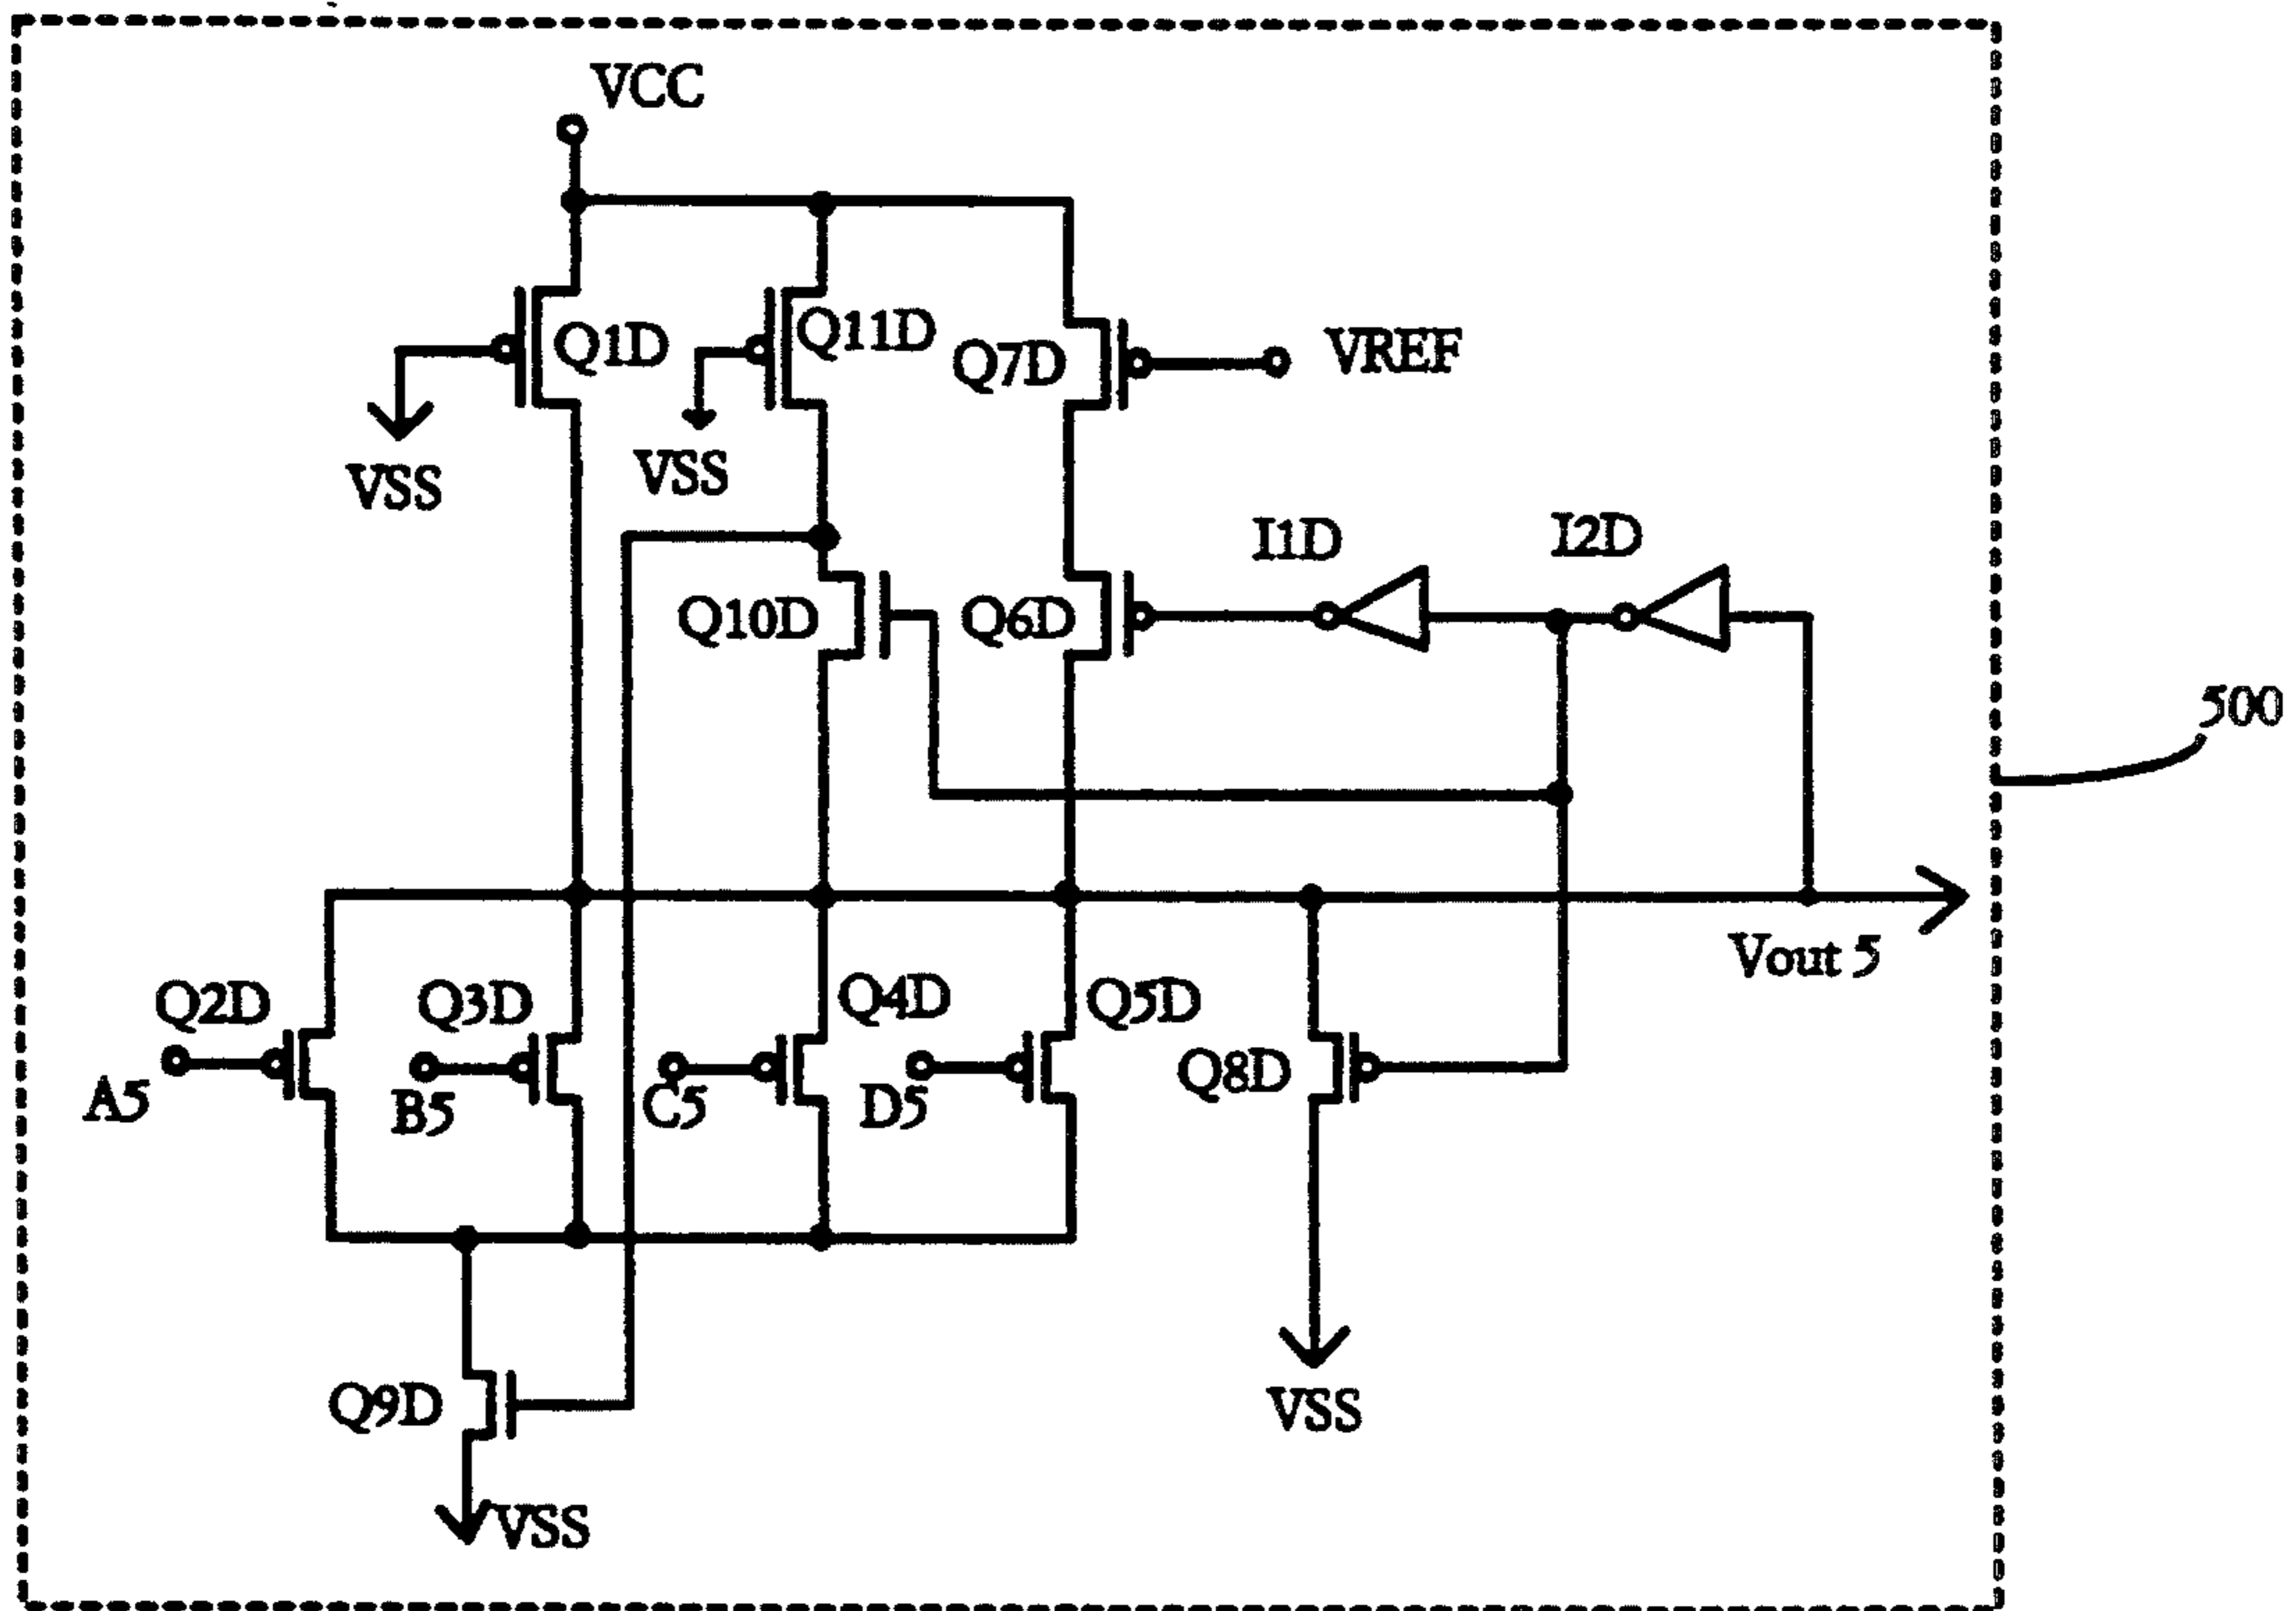 VCC
Q1D
Q11D
Q7D
VREF
VSS
VSS
I1D
I2D
Q10D
Q6D
500
Vout 5
Q2D
Q3D
Q4D
Q5D
Q8D
A5
B5
C5
D5
Q9D
VSS
VSS